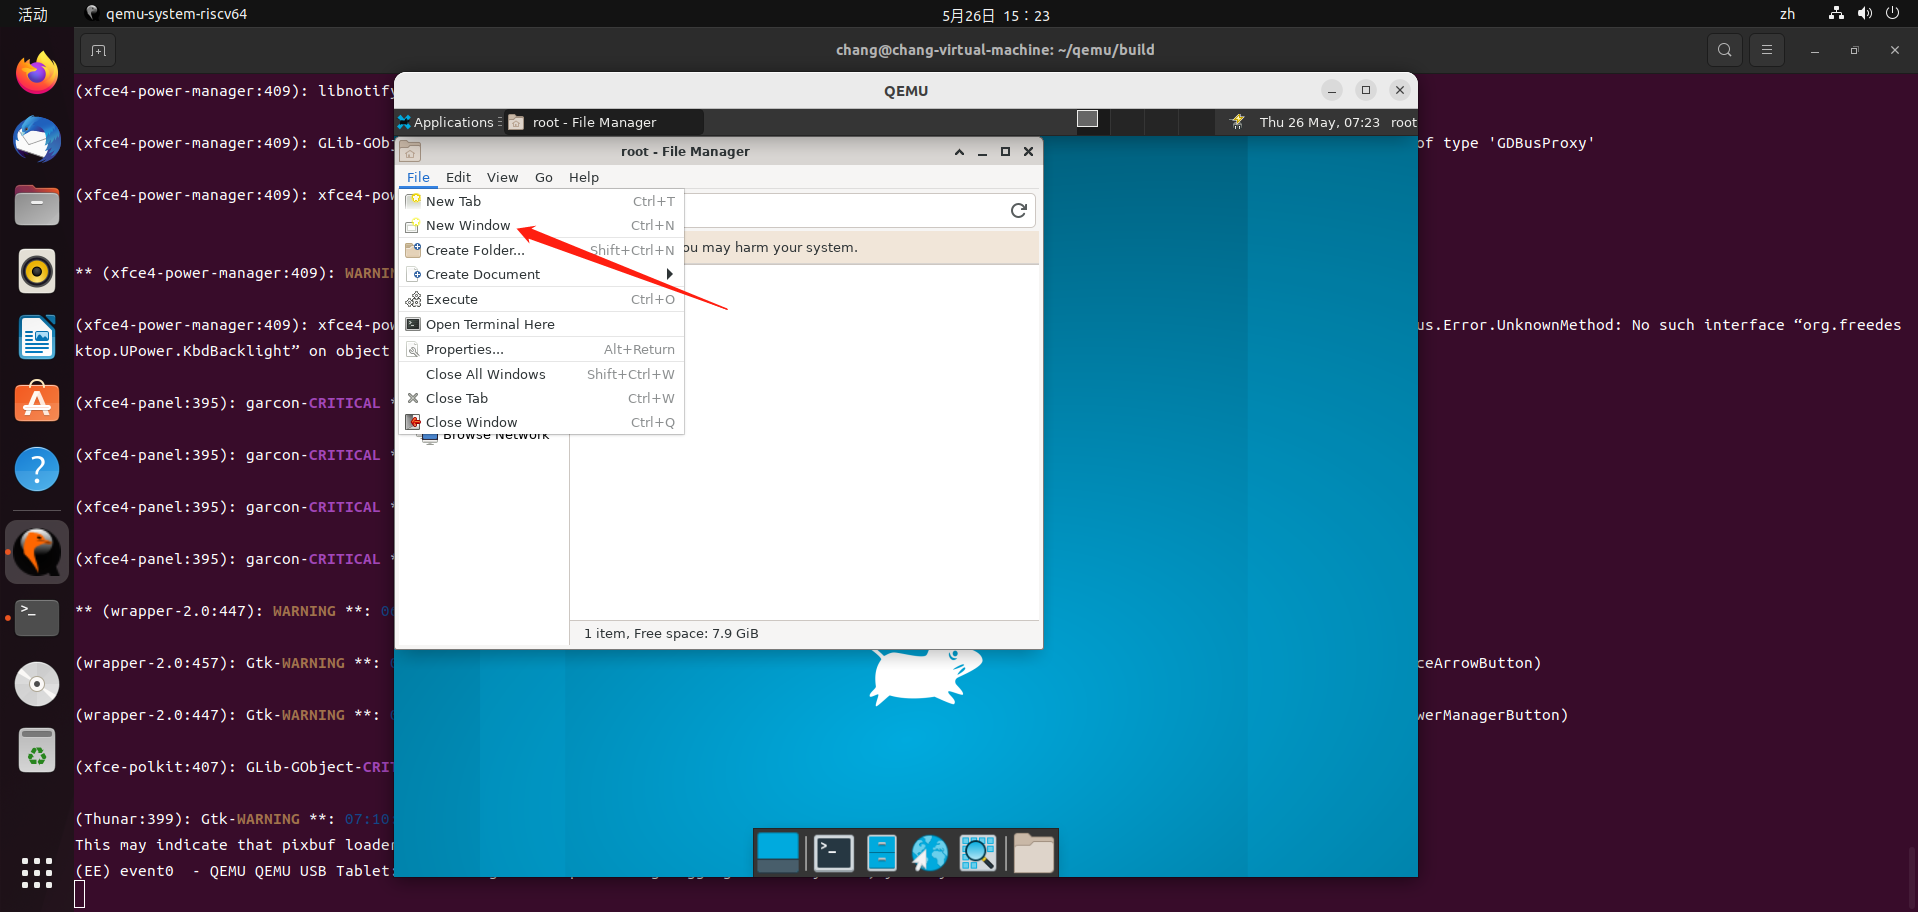 活动 qemu-system-riscv64 5月26日 15：23 zh
chang@chang-virtual-machine: ~/qemu/build
(xfce4-power-manager:409): libnotify
(xfce4-power-manager:409): GLib-GObj
of type 'GDBusProxy'
(xfce4-power-manager:409): xfce4-pow
** (xfce4-power-manager:409): WARNIN
(xfce4-power-manager:409): xfce4-pow
us.Error.UnknownMethod: No such interface “org.freedes
ktop.UPower.KbdBacklight” on object
(xfce4-panel:395): garcon-CRITICAL *
(xfce4-panel:395): garcon-CRITICAL *
(xfce4-panel:395): garcon-CRITICAL *
(xfce4-panel:395): garcon-CRITICAL *
** (wrapper-2.0:447): WARNING **: 06
(wrapper-2.0:457): Gtk-WARNING **:
ceArrowButton)
(wrapper-2.0:447): Gtk-WARNING **:
werManagerButton)
(xfce-polkit:407): GLib-GObject-CRIT
(Thunar:399): Gtk-WARNING **: 07:10:
This may indicate that pixbuf loader
(EE) event0 - QEMU QEMU USB Tablet:
QEMU
Applications root - File Manager Thu 26 May, 07:23 root
root - File Manager
File Edit View Go Help
New Tab Ctrl+T
New Window Ctrl+N
Create Folder... Shift+Ctrl+N
Create Document
Execute Ctrl+O
Open Terminal Here
Properties... Alt+Return
Close All Windows Shift+Ctrl+W
Close Tab Ctrl+W
Close Window Ctrl+Q
Browse Network
ou may harm your system.
1 item, Free space: 7.9 GiB